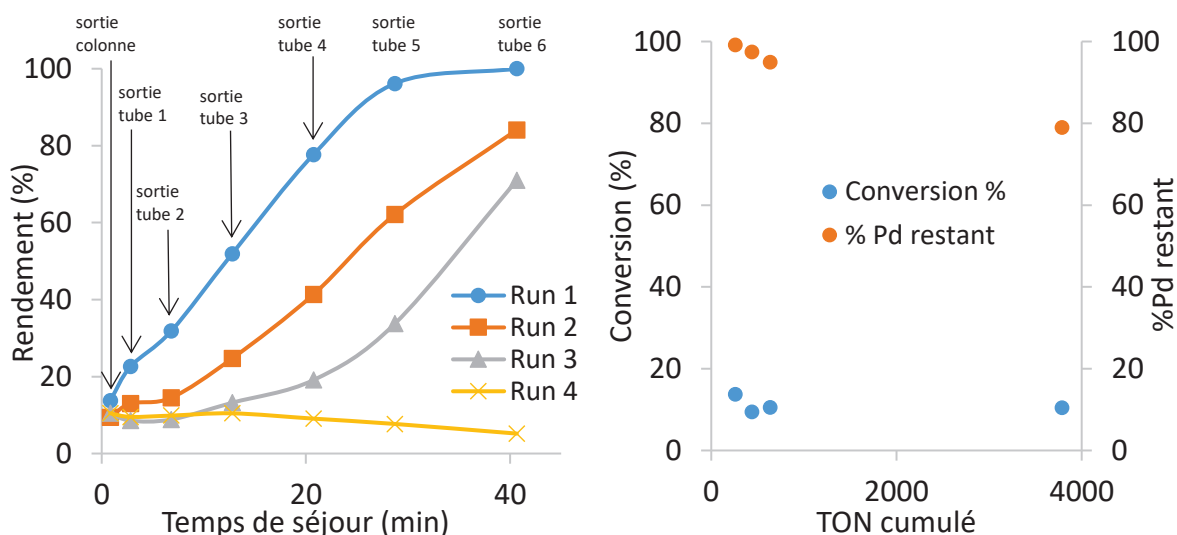 sortie
colonne
sortie
tube 1
sortie
tube 2
sortie
tube 3
sortie
tube 4
sortie
tube 5
sortie
tube 6
Rendement (%)
100
80
60
40
20
0
0
20
40
Temps de séjour (min)
Run 1
Run 2
Run 3
Run 4
Conversion (%)
100
80
60
40
20
0
0
2000
4000
TON cumulé
Conversion %
% Pd restant
100
80
60
40
20
0
%Pd restant